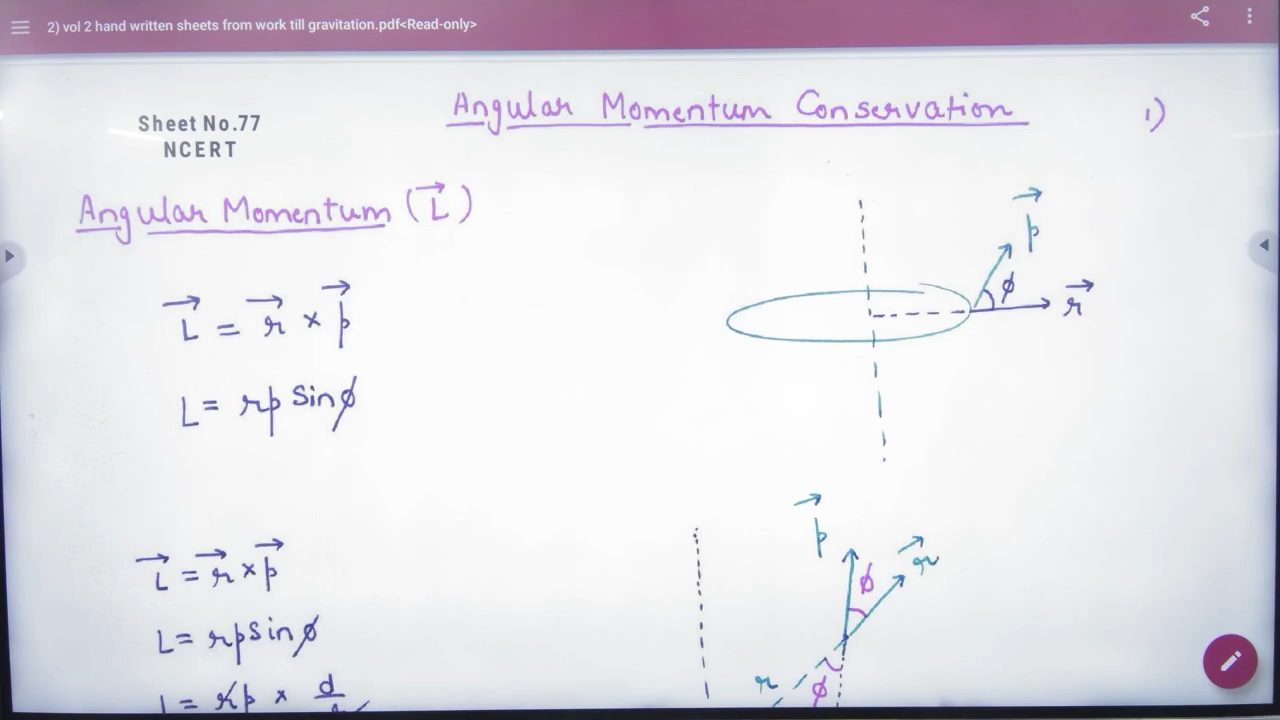 2) vol 2 hand written sheets from work till gravitation.pdf<Read-only>
Angular Momentum Conservation 1)
Sheet No.77
NCERT
Angular Momentum (L⃗)
L⃗ = r⃗ × p⃗
L = rp sinϕ
p⃗
ϕ
r⃗
L⃗ = r⃗ × p⃗
L = rp sinϕ
L = rp × d
p⃗
ϕ
r⃗
r
ϕ